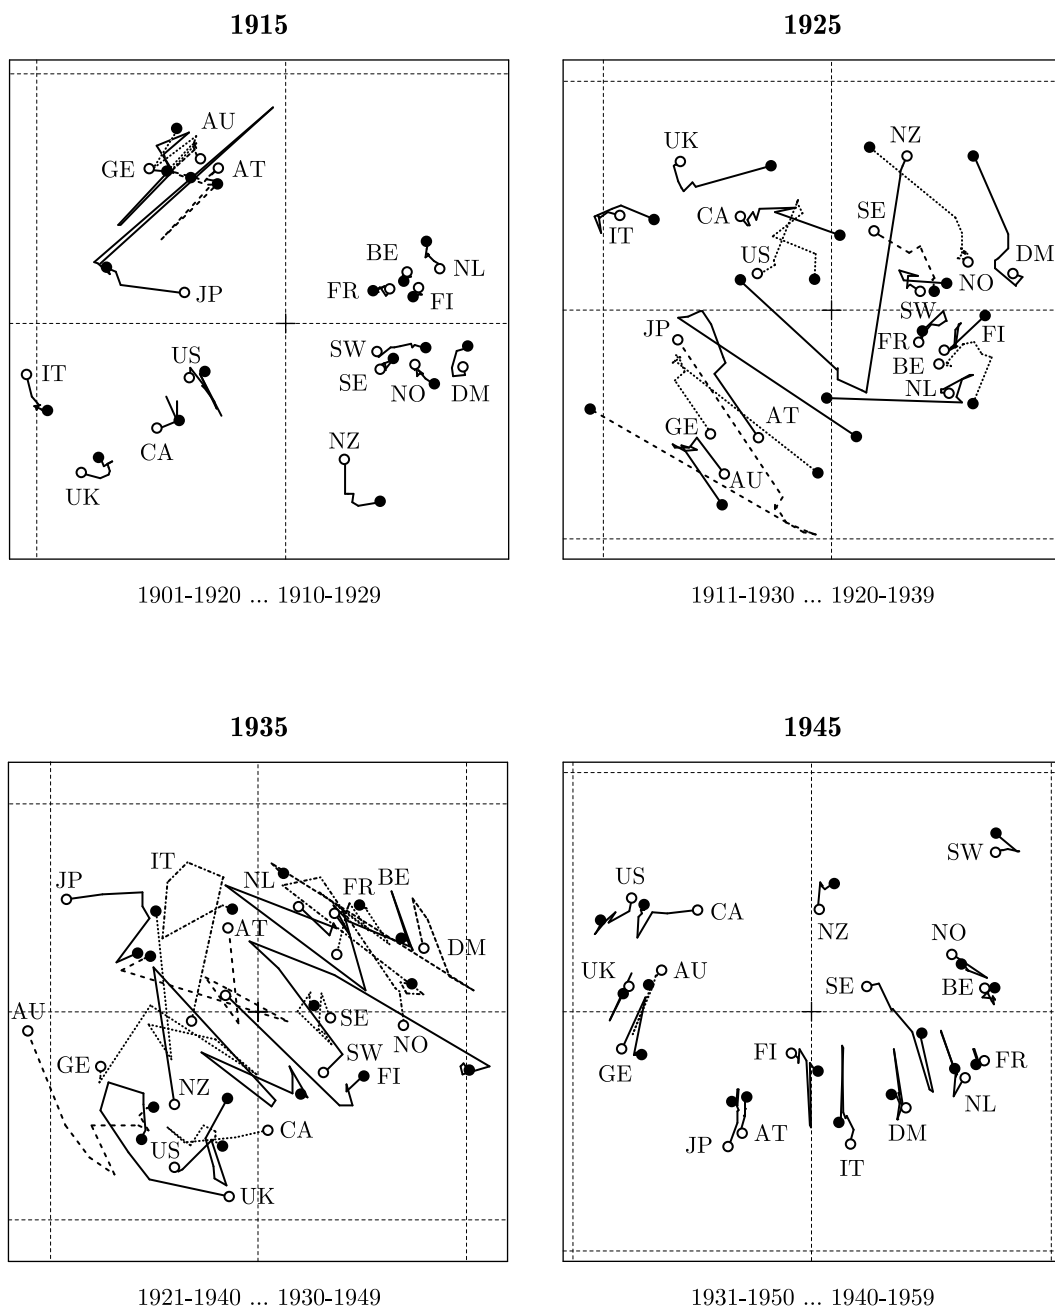 1915
AU
GE
AT
BE
NL
FR
FI
JP
SW
US
IT
SE
NO
DM
CA
NZ
UK
1901-1920 ... 1910-1929
1925
NZ
UK
SE
CA
IT
DM
US
NO
SW
JP
FR
FI
BE
NL
AT
GE
AU
1911-1930 ... 1920-1939
1935
IT
JP
NL
FR
BE
AT
DM
AU
SE
NO
SW
GE
FI
NZ
CA
US
UK
1921-1940 ... 1930-1949
1945
SW
US
CA
NZ
NO
UK
AU
SE
BE
GE
FI
FR
NL
DM
JP
AT
IT
1931-1950 ... 1940-1959